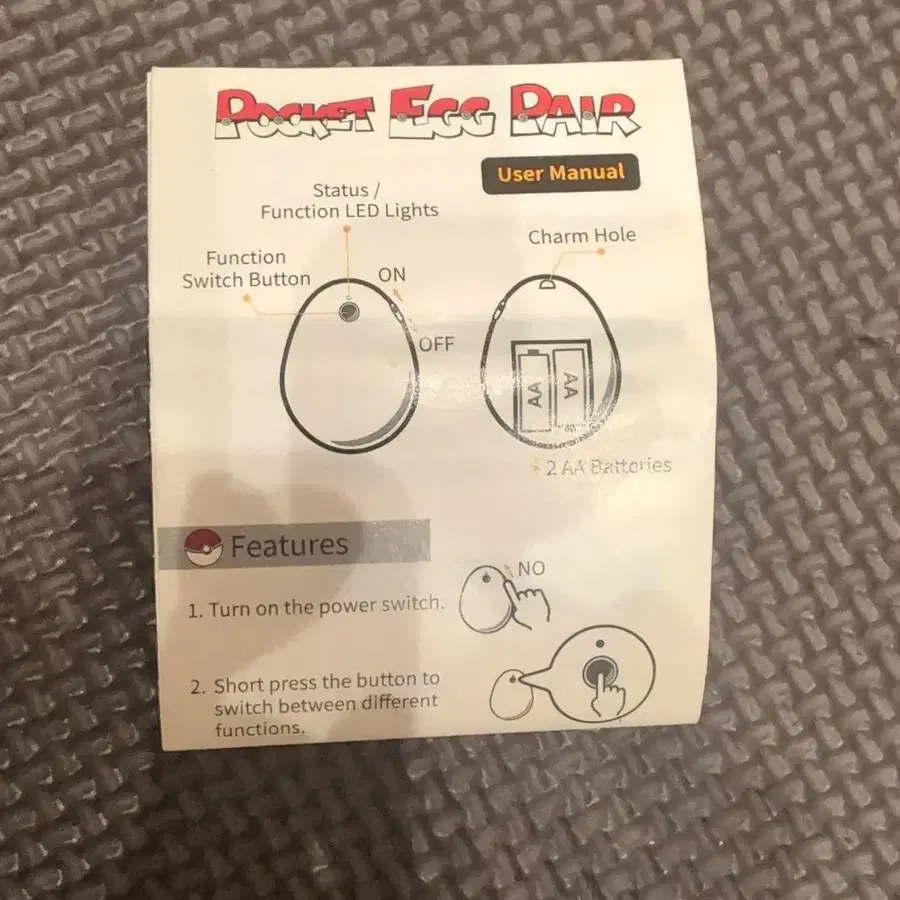 POCKET EGG PAIR
User Manual
Status /
Function LED Lights
Function
Switch Button
ON
OFF
Charm Hole
AA
AA
2 AA Batteries
Features
1. Turn on the power switch.
NO
2. Short press the button to
switch between different
functions.